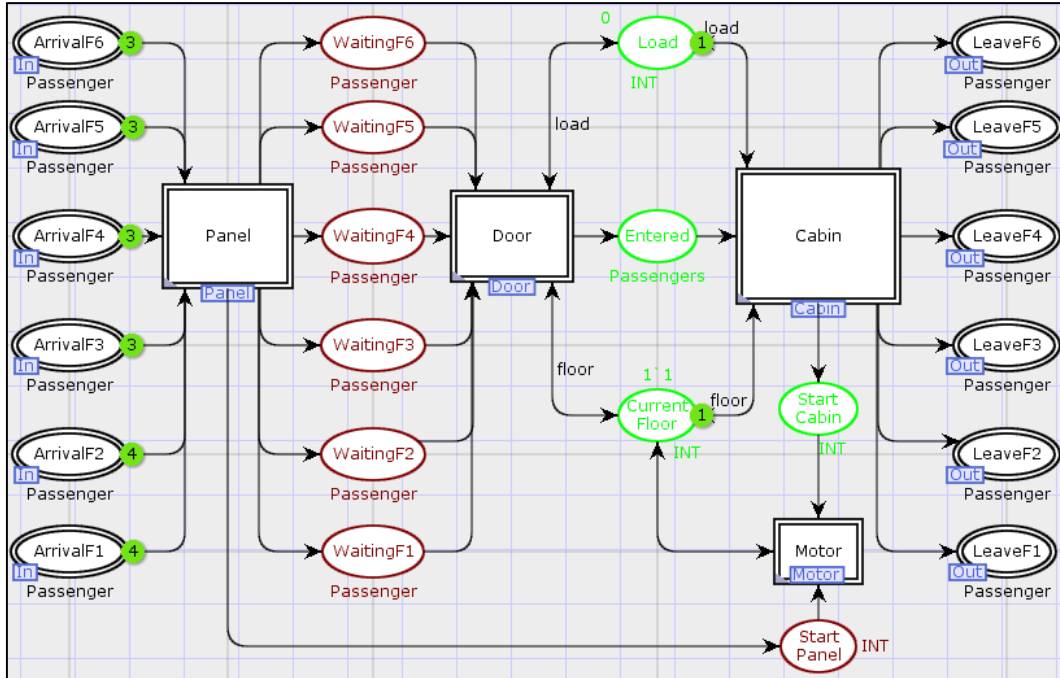 0
load
ArrivalF6
3
In
Passenger
WaitingF6
Passenger
Load
1
INT
LeaveF6
Out
Passenger
ArrivalF5
3
In
Passenger
WaitingF5
Passenger
load
LeaveF5
Out
Passenger
ArrivalF4
3
In
Passenger
Panel
Panel
WaitingF4
Passenger
Door
Door
Entered
Passengers
Cabin
Cabin
LeaveF4
Out
Passenger
ArrivalF3
3
In
Passenger
WaitingF3
Passenger
floor
1`1
Current
Floor
1
floor
INT
Start
Cabin
INT
LeaveF3
Out
Passenger
ArrivalF2
4
In
Passenger
WaitingF2
Passenger
LeaveF2
Out
Passenger
ArrivalF1
4
In
Passenger
WaitingF1
Passenger
Motor
Motor
LeaveF1
Out
Passenger
Start
Panel
INT